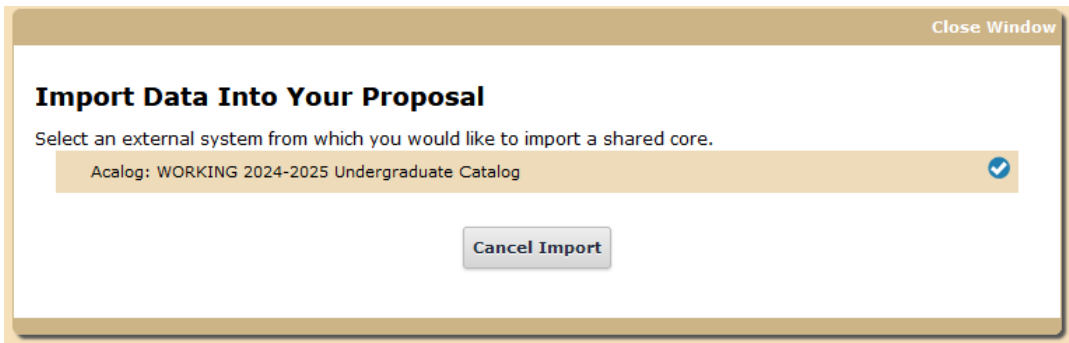 Close Window
Import Data Into Your Proposal
Select an external system from which you would like to import a shared core.
Acalog: WORKING 2024-2025 Undergraduate Catalog
Cancel Import